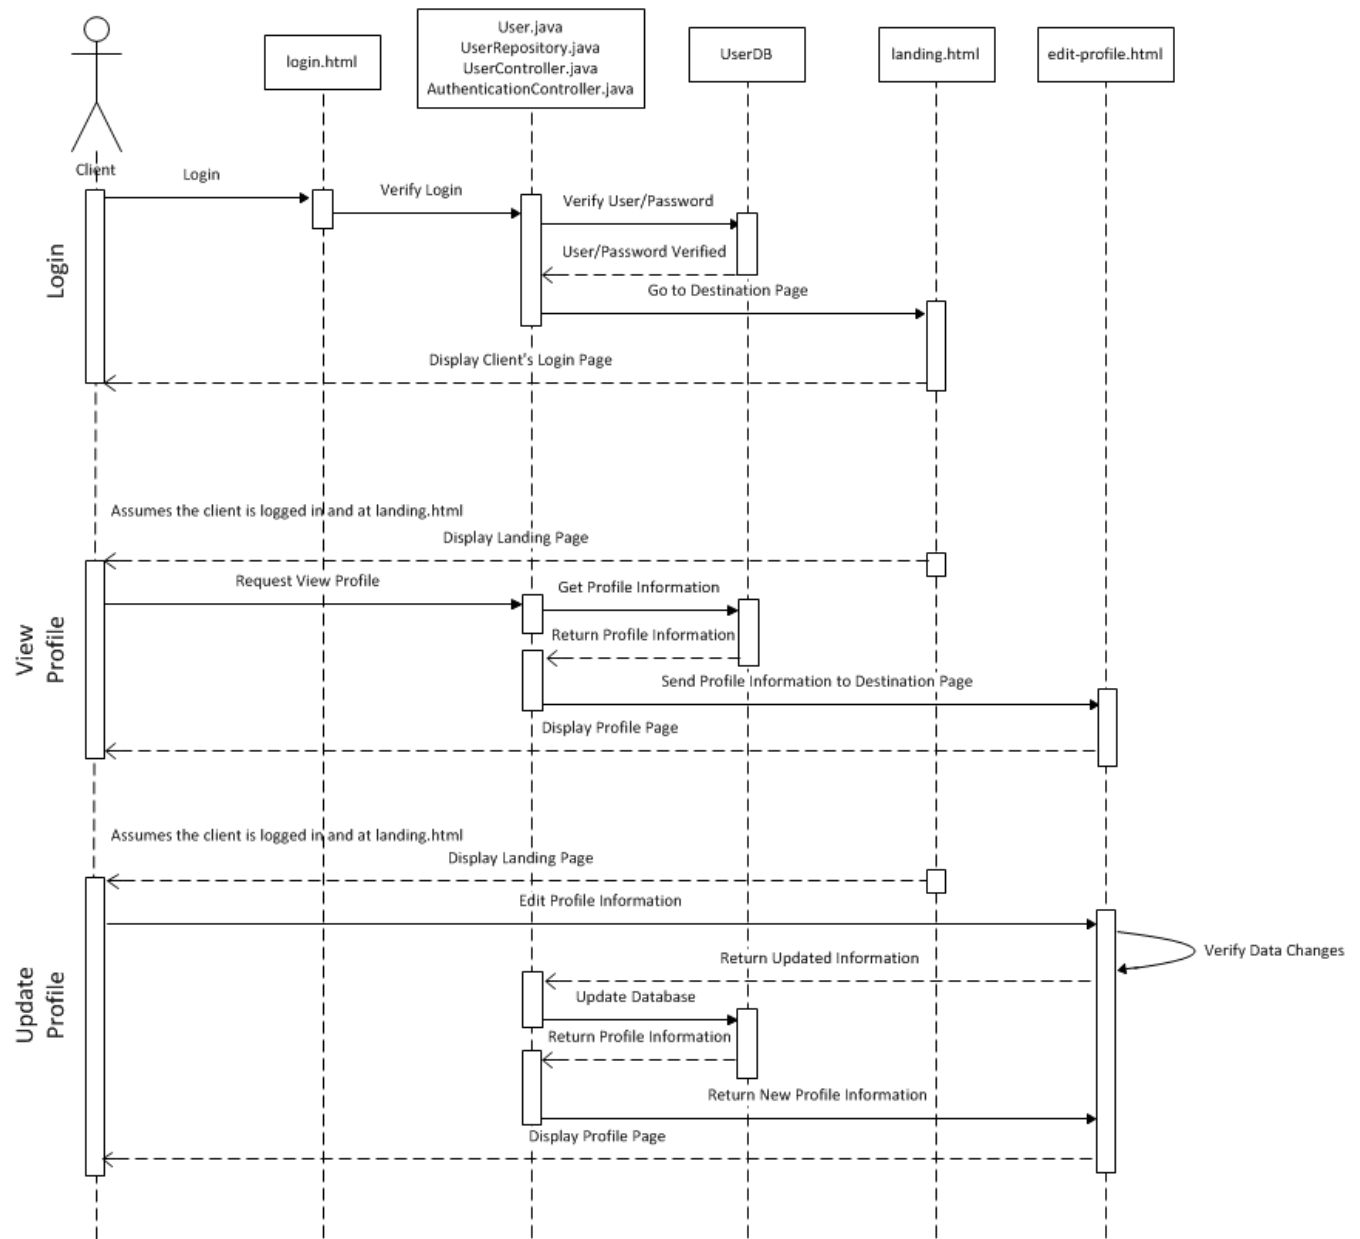 User.java
UserRepository.java
UserController.java
AuthenticationController.java
login.html
UserDB
landing.html
edit-profile.html
Client
Login
Login
Verify Login
Verify User/Password
User/Password Verified
Go to Destination Page
Display Client's Login Page
View
Profile
Assumes the client is logged in and at landing.html
Display Landing Page
Request View Profile
Get Profile Information
Return Profile Information
Send Profile Information to Destination Page
Display Profile Page
Update
Profile
Assumes the client is logged in and at landing.html
Display Landing Page
Edit Profile Information
Verify Data Changes
Return Updated Information
Update Database
Return Profile Information
Return New Profile Information
Display Profile Page